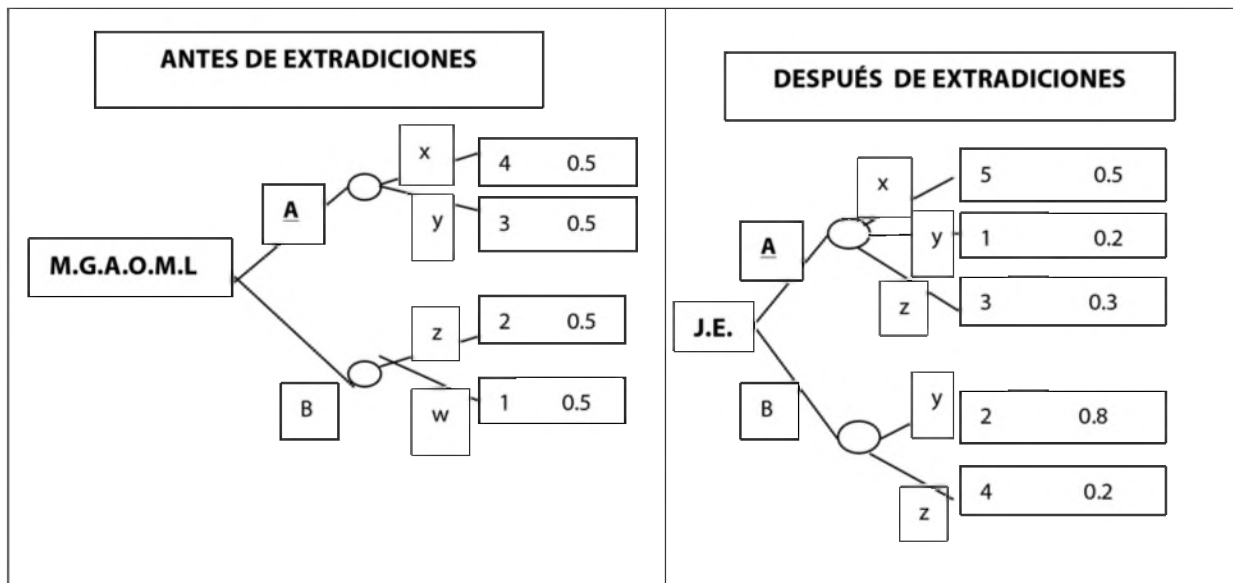 ANTES DE EXTRADICIONES
x
4 0.5
A
y
3 0.5
M.G.A.O.M.L
z
2 0.5
B
w
1 0.5
DESPUÉS DE EXTRADICIONES
x
5 0.5
A
y
1 0.2
z
3 0.3
J.E.
B
y
2 0.8
z
4 0.2